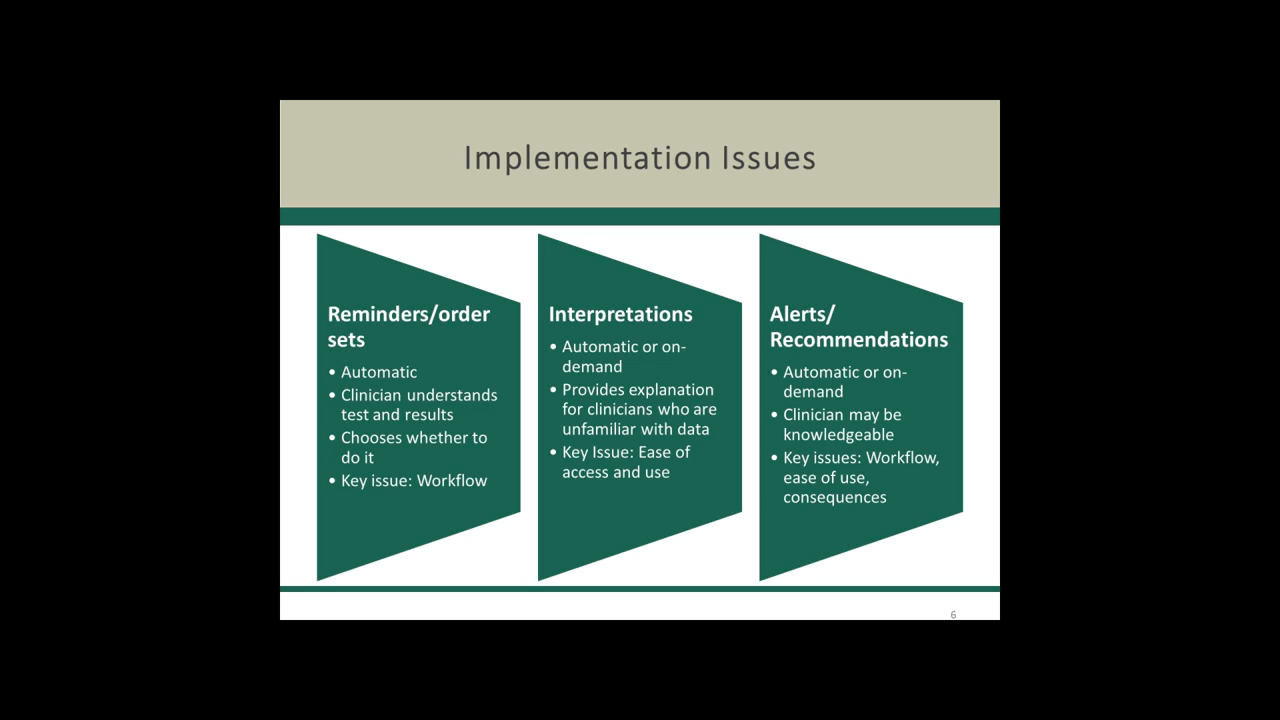 Implementation Issues
Reminders/order
sets
• Automatic
• Clinician understands
test and results
• Chooses whether to
do it
• Key issue: Workflow
Interpretations
• Automatic or on-
demand
• Provides explanation
for clinicians who are
unfamiliar with data
• Key Issue: Ease of
access and use
Alerts/
Recommendations
• Automatic or on-
demand
• Clinician may be
knowledgeable
• Key issues: Workflow,
ease of use,
consequences
6